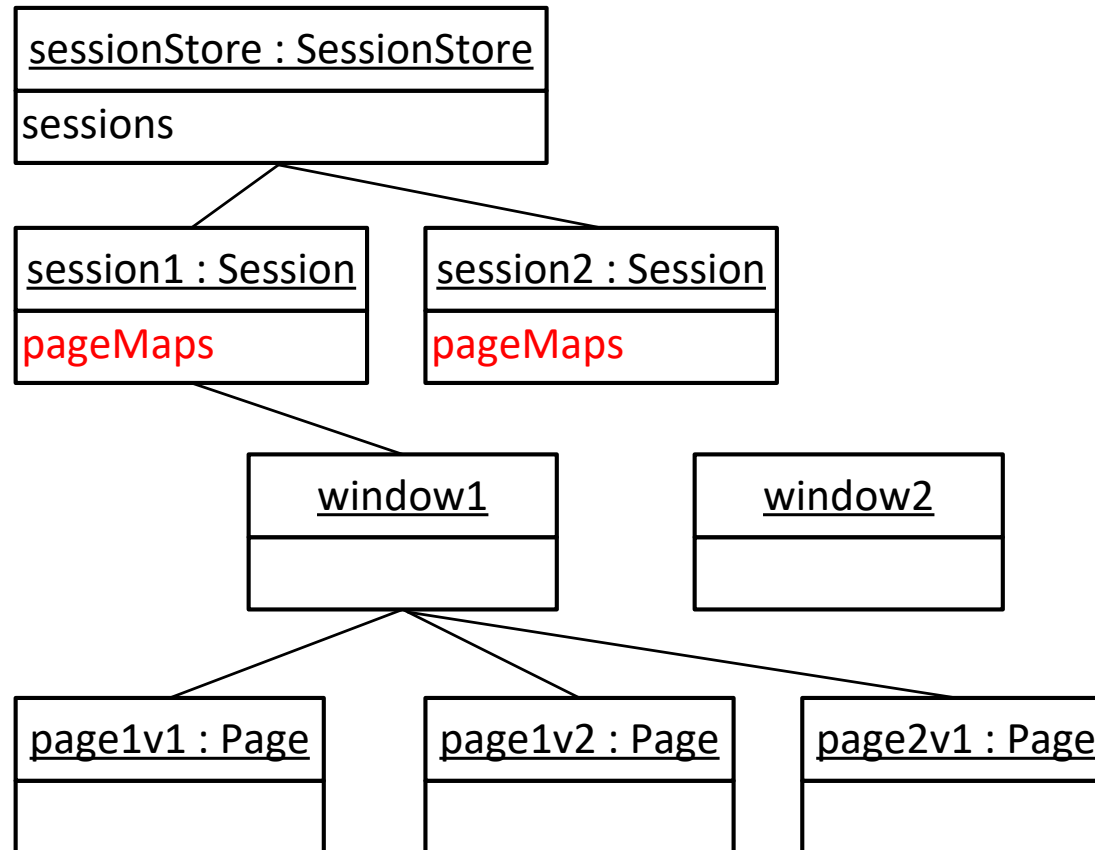 sessionStore : SessionStore
sessions
session1 : Session
session2 : Session
pageMaps
pageMaps
window1
window2
page1v1 : Page
page1v2 : Page
page2v1 : Page